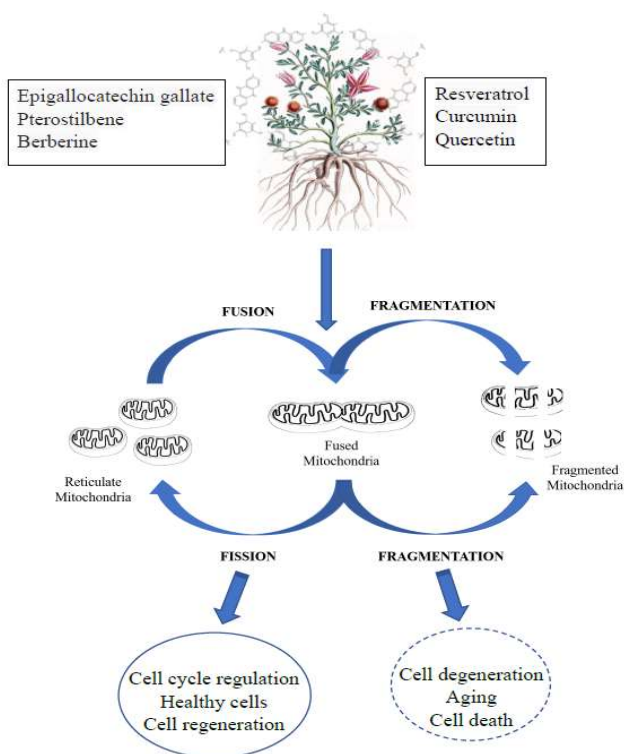 Epigallocatechin gallate
Pterostilbene
Berberine
Resveratrol
Curcumin
Quercetin
FUSION
FRAGMENTATION
Reticulate
Mitochondria
Fused
Mitochondria
Fragmented
Mitochondria
FISSION
FRAGMENTATION
Cell cycle regulation
Healthy cells
Cell regeneration
Cell degeneration
Aging
Cell death